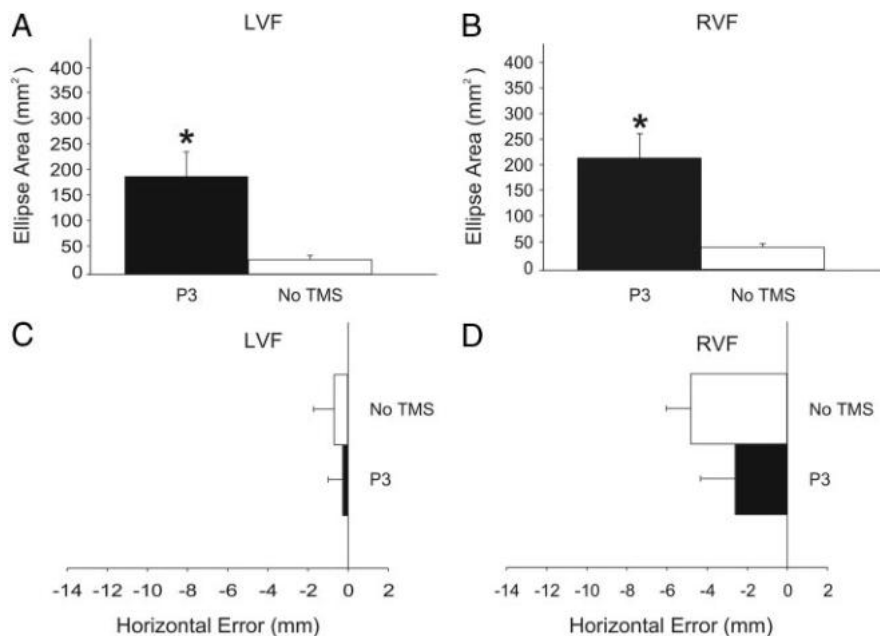 A
LVF
Ellipse Area (mm²)
400
350
300
250
200
150
100
50
0
*
P3
No TMS
B
RVF
Ellipse Area (mm²)
400
350
300
250
200
150
100
50
0
*
P3
No TMS
C
LVF
No TMS
P3
-14 -12 -10 -8 -6 -4 -2 0 2
Horizontal Error (mm)
D
RVF
No TMS
P3
-14 -12 -10 -8 -6 -4 -2 0 2
Horizontal Error (mm)